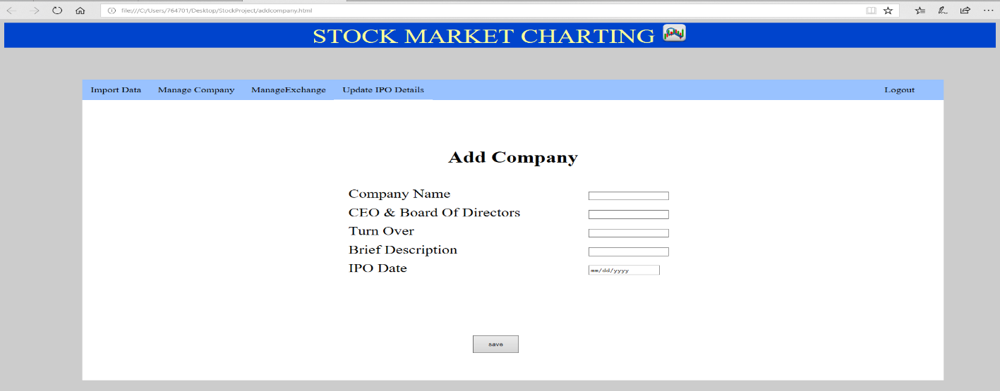 file:///C:/Users/764701/Desktop/StockProject/addcompany.html
STOCK MARKET CHARTING
Import Data Manage Company ManageExchange Update IPO Details Logout
Add Company
Company Name
CEO & Board Of Directors
Turn Over
Brief Description
IPO Date mm/dd/yyyy
save